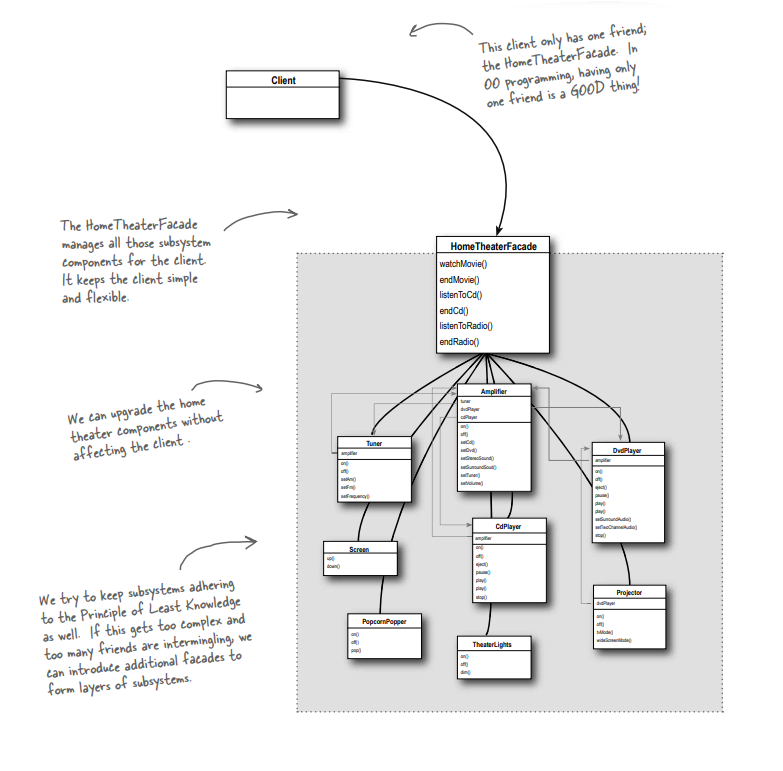 This client only has one friend;
the HomeTheaterFacade. In
OO programming, having only
one friend is a GOOD thing!
Client
The HomeTheaterFacade
manages all those subsystem
components for the client.
It keeps the client simple
and flexible.
HomeTheaterFacade
watchMovie()
endMovie()
listenToCd()
endCd()
listenToRadio()
endRadio()
We can upgrade the home
theater components without
affecting the client .
Amplifier
tuner
dvdPlayer
cdPlayer
on()
off()
setCd()
setDvd()
setStereoSound()
setSurroundSoud()
setTuner()
setVolume()
Tuner
amplifier
on()
off()
setAm()
setFm()
setFrequency()
DvdPlayer
amplifier
on()
off()
eject()
pause()
play()
play()
setSurroundAudio()
setTwoChannelAudio()
stop()
CdPlayer
amplifier
on()
off()
eject()
pause()
play()
play()
stop()
Screen
up()
down()
We try to keep subsystems adhering
to the Principle of Least Knowledge
as well. If this gets too complex and
too many friends are intermingling, we
can introduce additional facades to
form layers of subsystems.
Projector
dvdPlayer
on()
off()
tvMode()
wideScreenMode()
PopcornPopper
on()
off()
pop()
TheaterLights
on()
off()
dim()